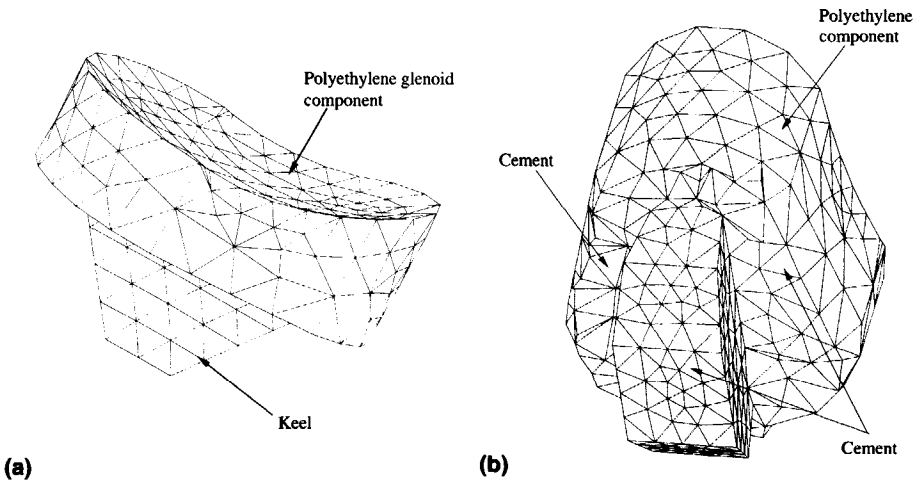 Polyethylene glenoid
component
Keel
(a)
Polyethylene
component
Cement
Cement
(b)